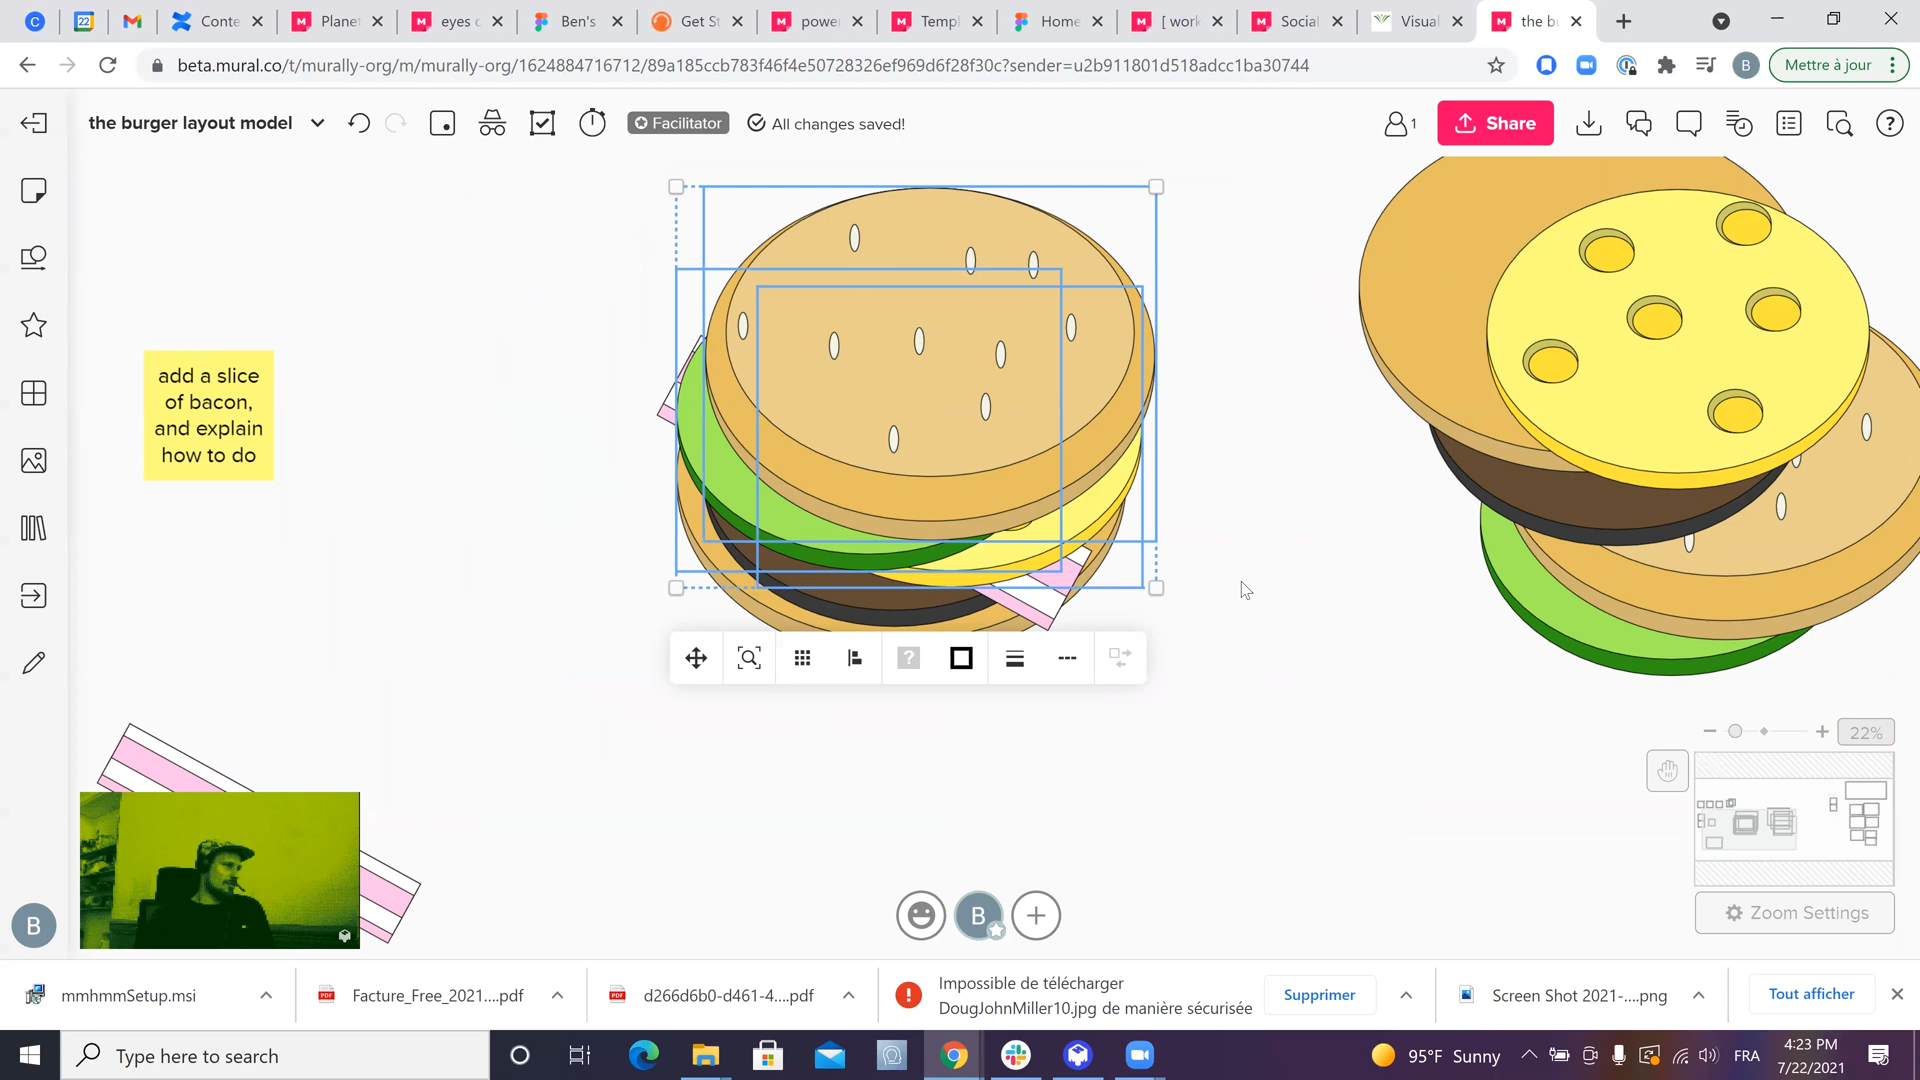 Conte
Planet
eyes
Ben's
Get St
power
Templ
Home
[ work
Social
Visual
the bu
beta.mural.co/t/murally-org/m/murally-org/1624884716712/89a185ccb783f46f4e50728326ef969d6f28f30c?sender=u2b911801d518adcc1ba30744
B
Mettre à jour
the burger layout model
Facilitator
All changes saved!
1
Share
add a slice
of bacon,
and explain
how to do
22%
Zoom Settings
B
B
mmhmmSetup.msi
Facture_Free_2021....pdf
d266d6b0-d461-4....pdf
Impossible de télécharger
DougJohnMiller10.jpg de manière sécurisée
Supprimer
Screen Shot 2021-....png
Tout afficher
Type here to search
95°F Sunny
FRA
4:23 PM
7/22/2021